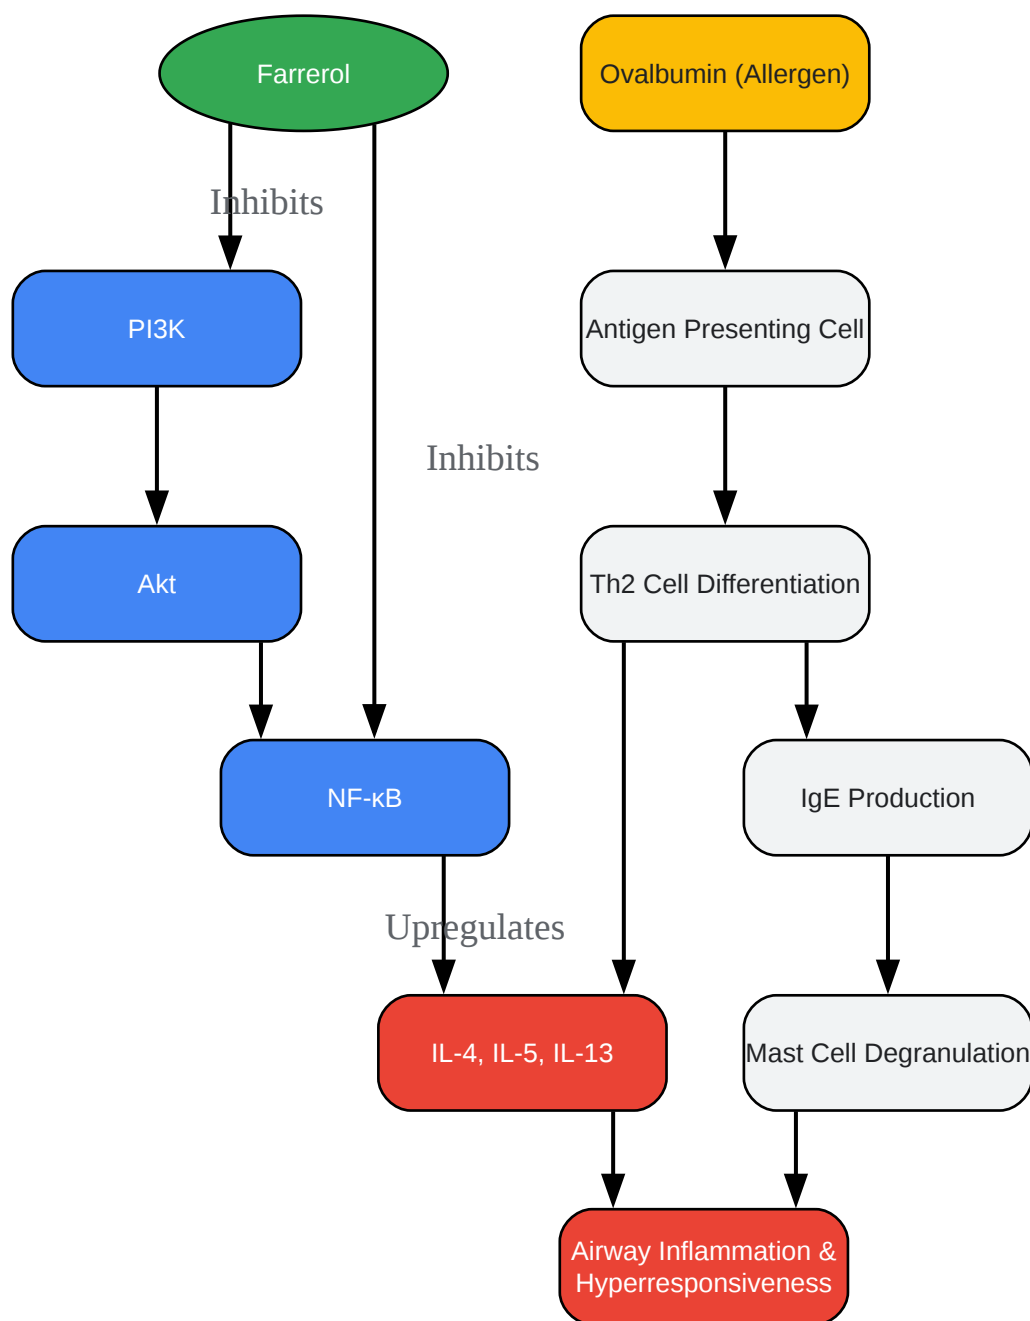 Farrerol
Ovalbumin (Allergen)
Inhibits
PI3K
Antigen Presenting Cell
Inhibits
Akt
Th2 Cell Differentiation
NF-κB
IgE Production
Upregulates
IL-4, IL-5, IL-13
Mast Cell Degranulation
Airway Inflammation &
Hyperresponsiveness